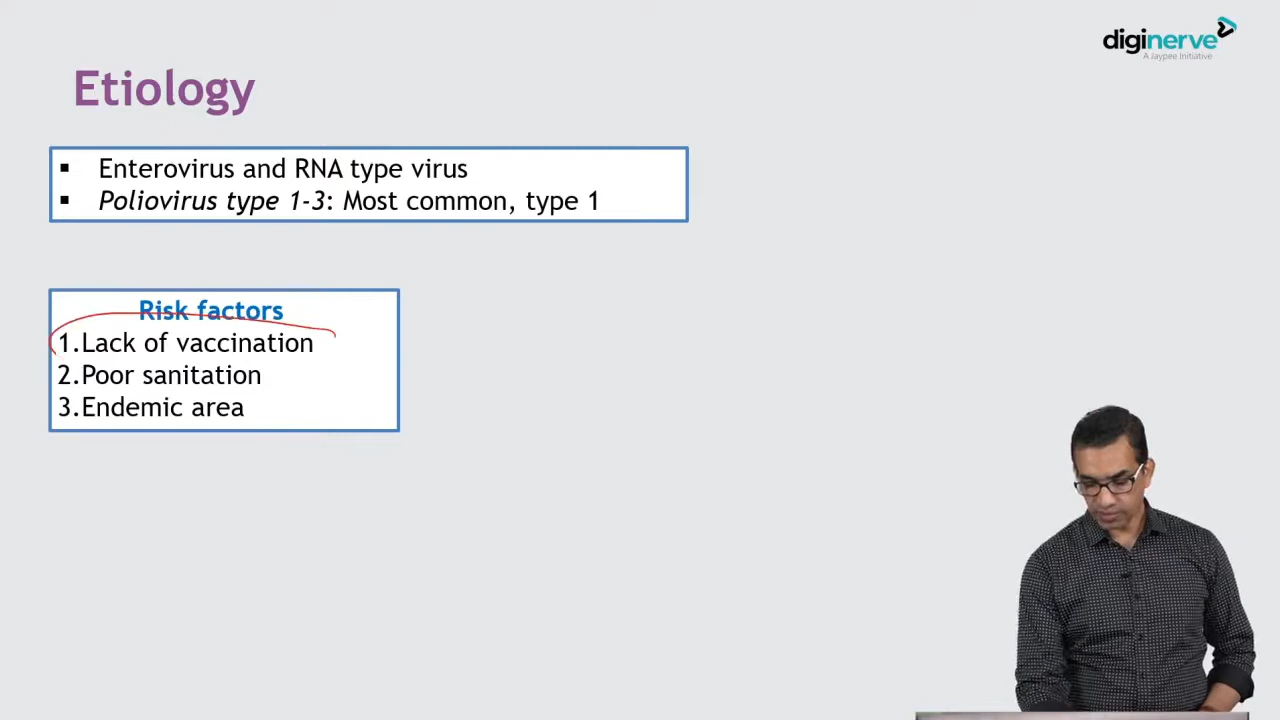 diginerve
A Jaypee Initiative
Etiology
▪ Enterovirus and RNA type virus
▪ Poliovirus type 1-3: Most common, type 1
Risk factors
1.Lack of vaccination
2.Poor sanitation
3.Endemic area